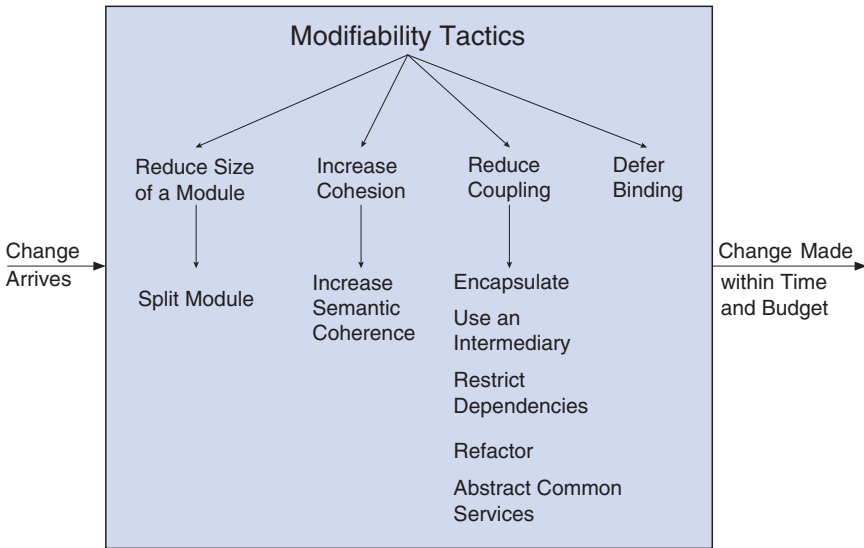 Modifiability Tactics
Reduce Size
of a Module
Increase
Cohesion
Reduce
Coupling
Defer
Binding
Change
Arrives
Split Module
Increase
Semantic
Coherence
Encapsulate
Use an
Intermediary
Restrict
Dependencies
Refactor
Abstract Common
Services
Change Made
within Time
and Budget